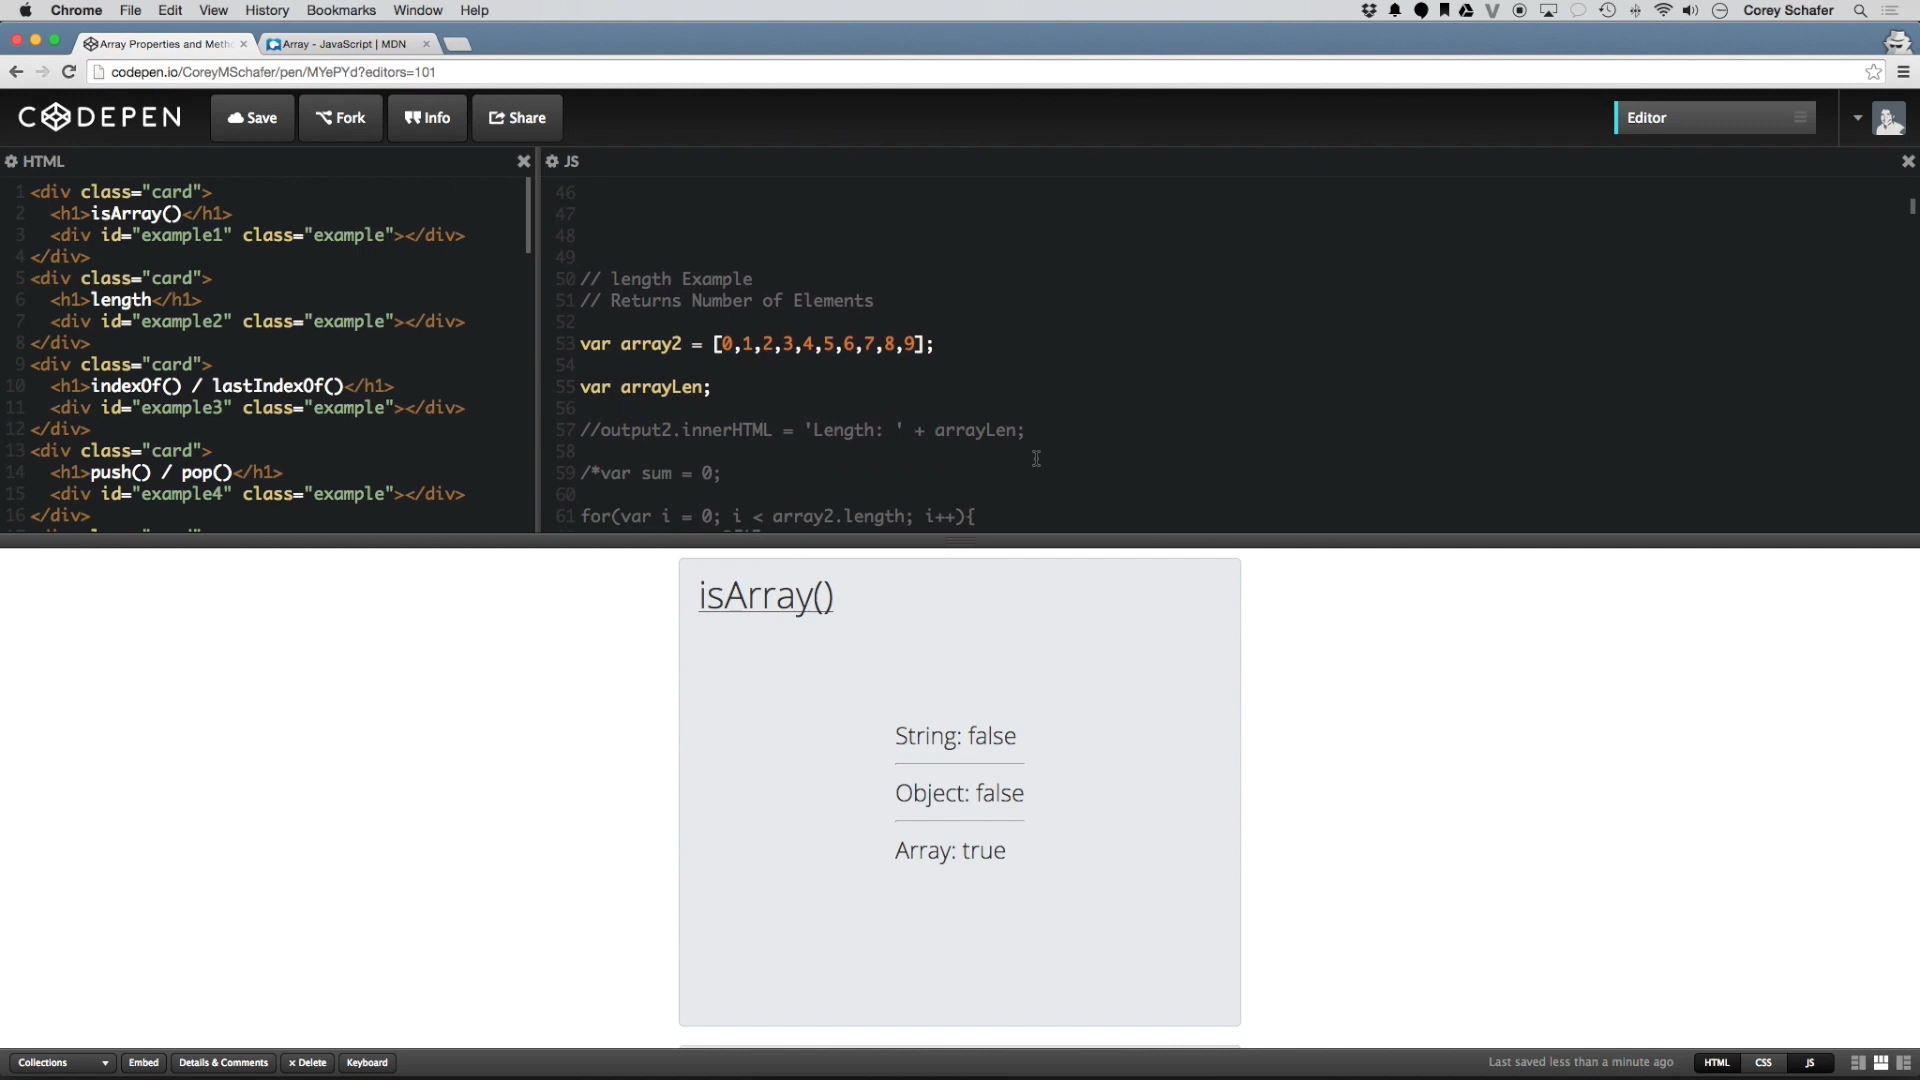 Chrome File Edit View History Bookmarks Window Help Corey Schafer
Array Properties and Meth Array - JavaScript | MDN
codepen.io/CoreyMSchafer/pen/MYePYd?editors=101
CODEPEN Save Fork Info Share Editor
HTML
1 <div class="card">
2 <h1>isArray()</h1>
3 <div id="example1" class="example"></div>
4 </div>
5 <div class="card">
6 <h1>length</h1>
7 <div id="example2" class="example"></div>
8 </div>
9 <div class="card">
10 <h1>indexOf() / lastIndexOf()</h1>
11 <div id="example3" class="example"></div>
12 </div>
13 <div class="card">
14 <h1>push() / pop()</h1>
15 <div id="example4" class="example"></div>
16 </div>
JS
46
47
48
49
50 // length Example
51 // Returns Number of Elements
52
53 var array2 = [0,1,2,3,4,5,6,7,8,9];
54
55 var arrayLen;
56
57 //output2.innerHTML = 'Length: ' + arrayLen;
58
59 /*var sum = 0;
60
61 for(var i = 0; i < array2.length; i++){
isArray()
String: false
Object: false
Array: true
Collections Embed Details & Comments × Delete Keyboard Last saved less than a minute ago HTML CSS JS